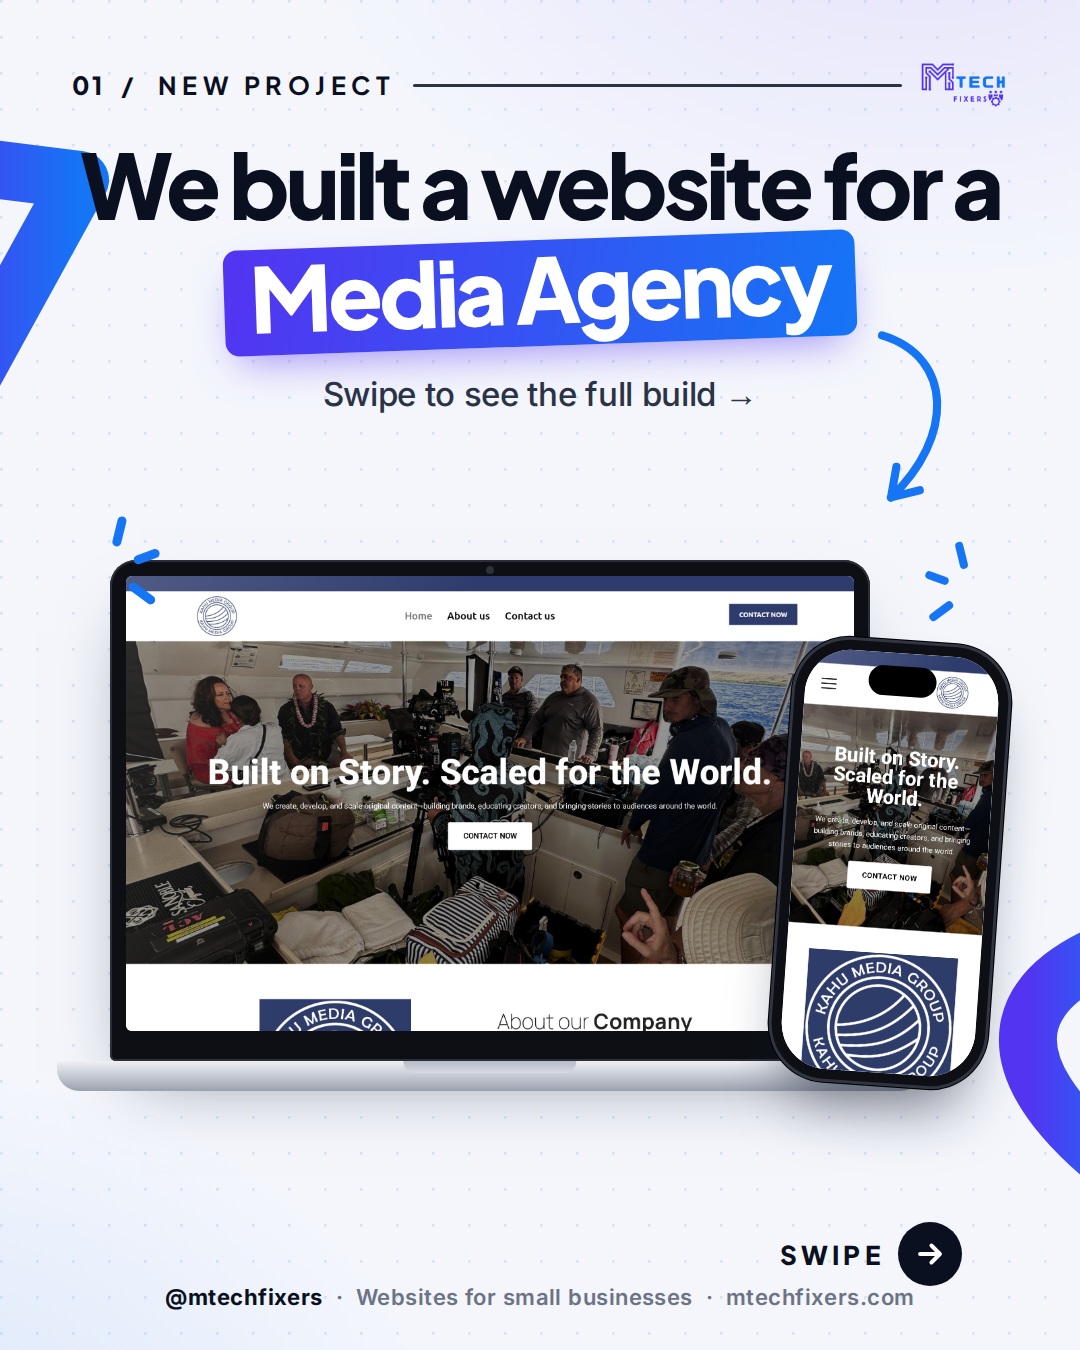 01 / NEW PROJECT
MTECH
FIXERS
We built a website for a
Media Agency
Swipe to see the full build →
KAHU MEDIA GROUP
KAHU MEDIA GROUP
Home About us Contact us
CONTACT NOW
Built on Story. Scaled for the World.
We create, develop, and scale original content—building brands, educating creators, and bringing stories to audiences around the world.
CONTACT NOW
About our Company
Built on Story.
Scaled for the
World.
We create, develop, and scale original content—
building brands, educating creators, and bringing
stories to audiences around the world.
CONTACT NOW
KAHU MEDIA GROUP
SWIPE
@mtechfixers · Websites for small businesses · mtechfixers.com